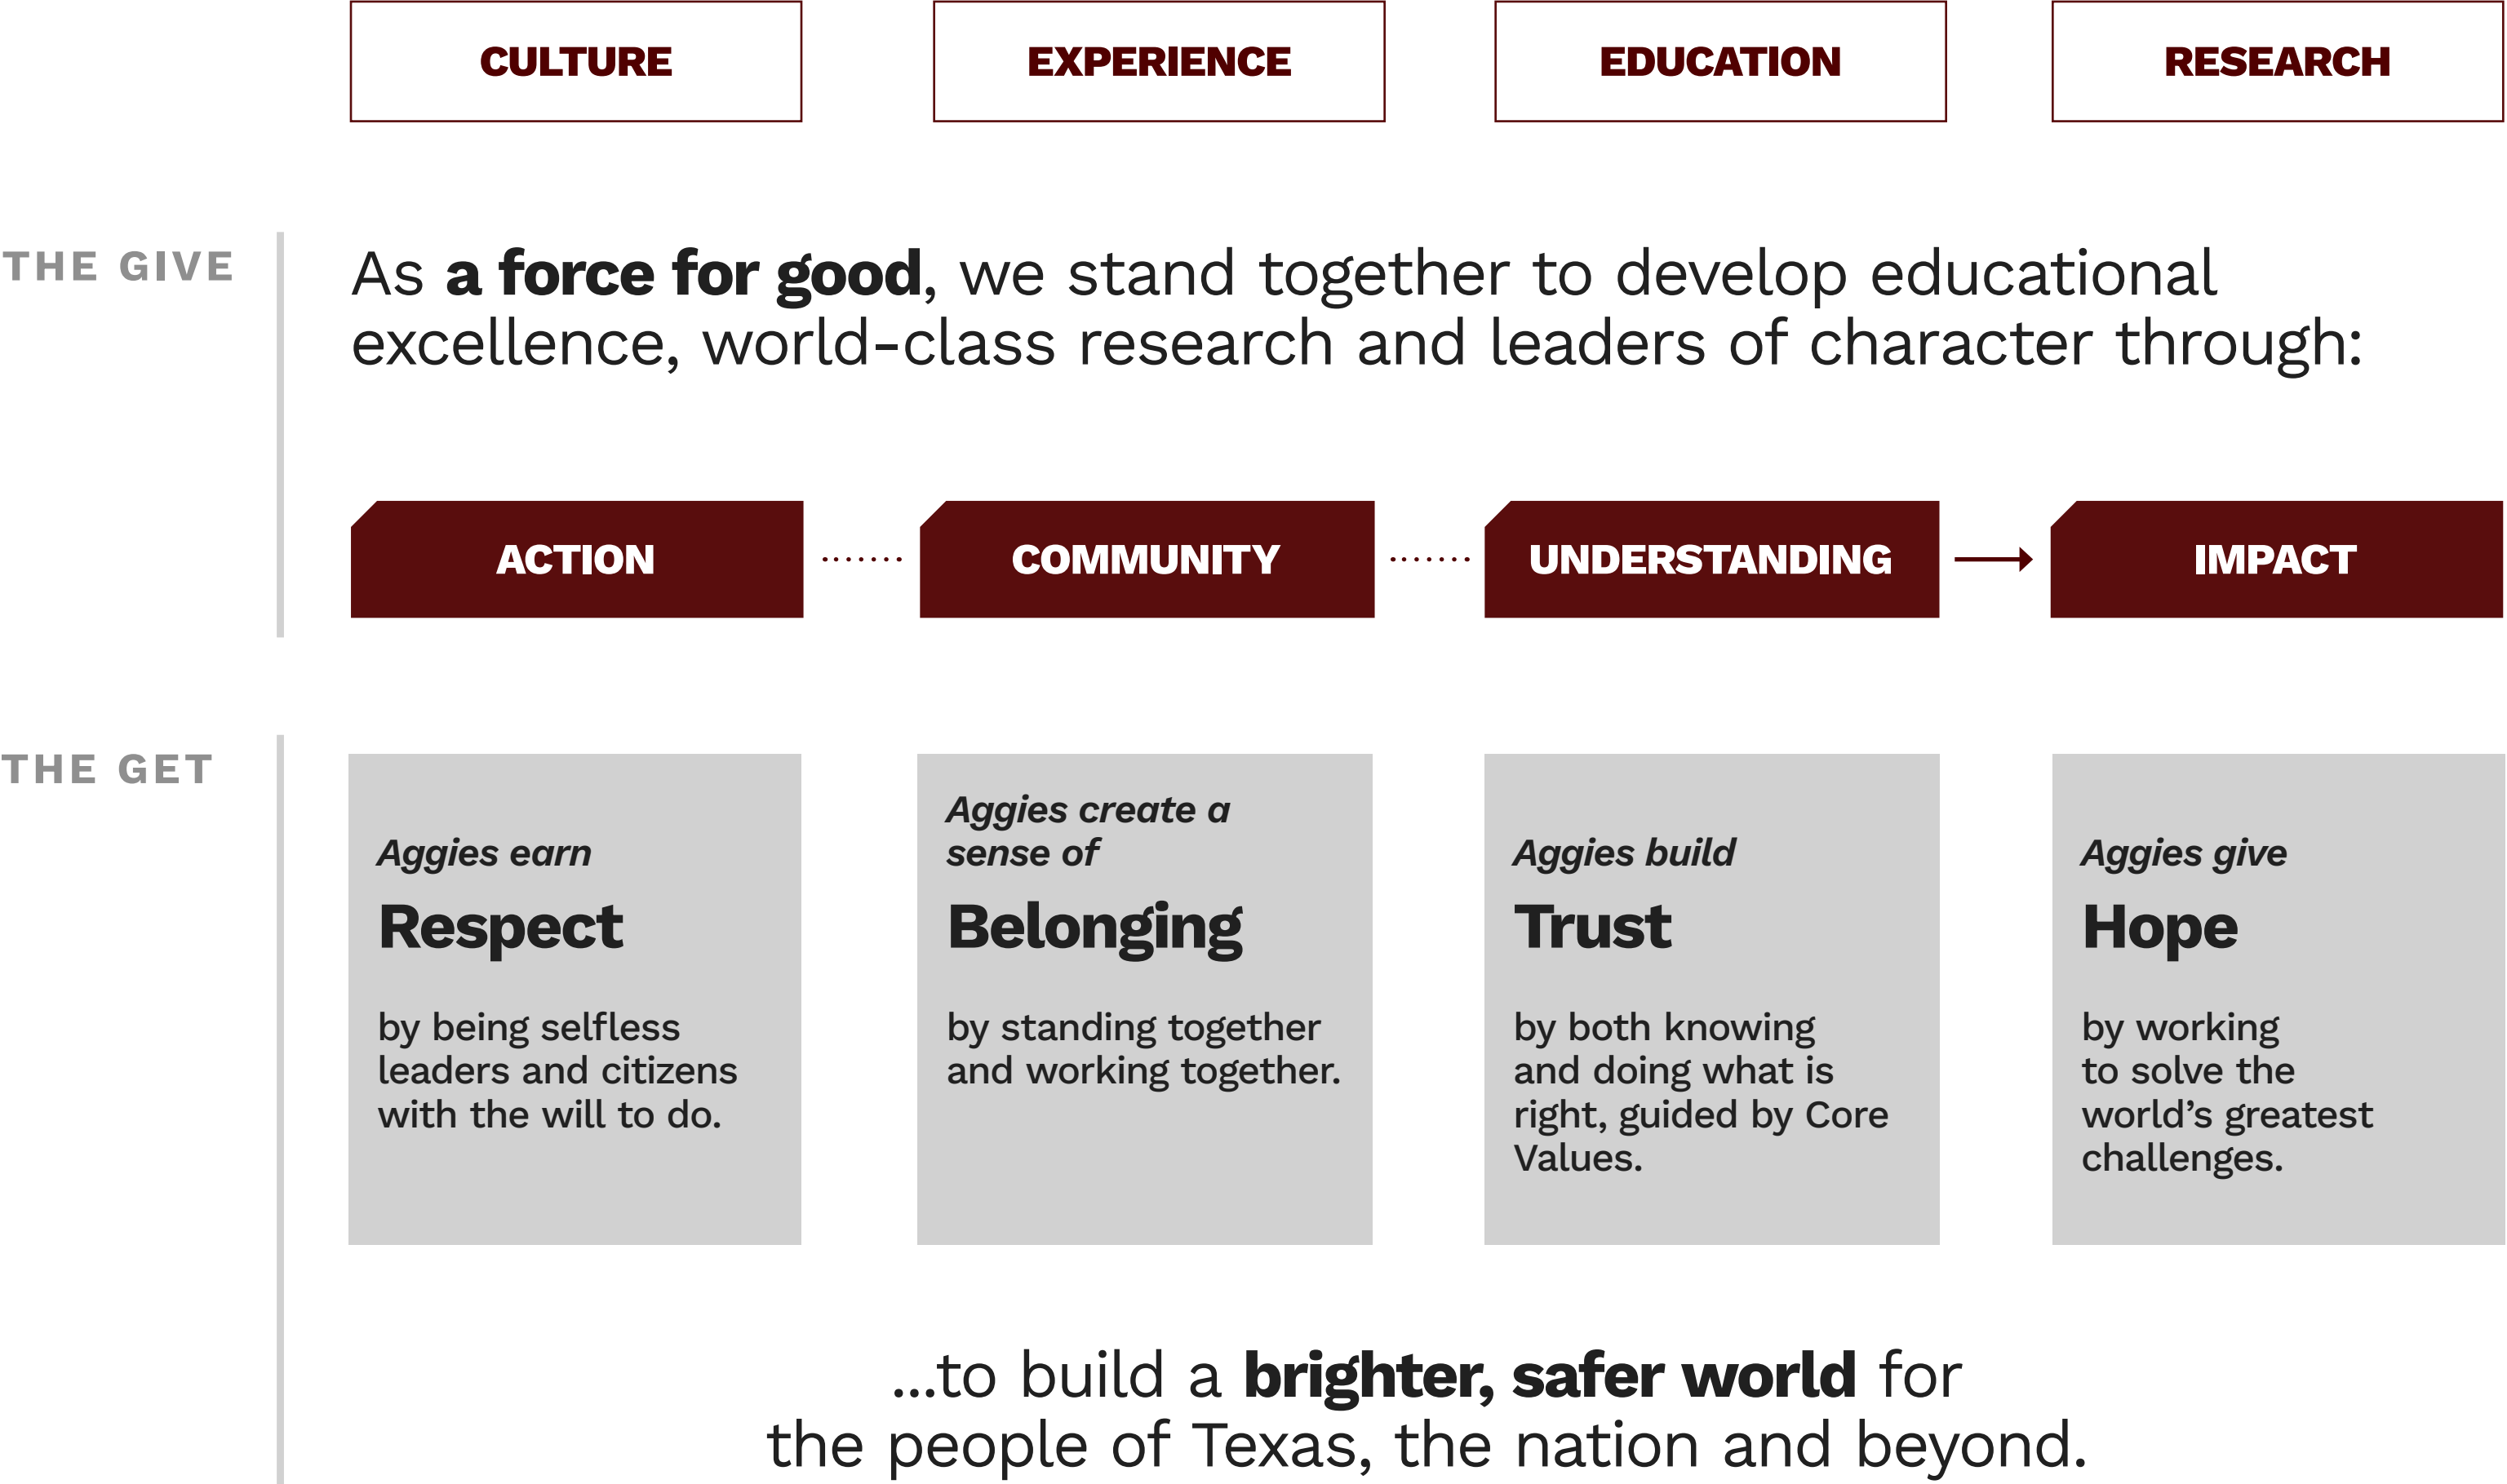 CULTURE
EXPERIENCE
EDUCATION
RESEARCH
THE GIVE
As a force for good, we stand together to develop educational
excellence, world-class research and leaders of character through:
ACTION
COMMUNITY
UNDERSTANDING
IMPACT
THE GET
Aggies earn
Respect
by being selfless
leaders and citizens
with the will to do.
Aggies create a
sense of
Belonging
by standing together
and working together.
Aggies build
Trust
by both knowing
and doing what is
right, guided by Core
Values.
Aggies give
Hope
by working
to solve the
world’s greatest
challenges.
...to build a brighter, safer world for
the people of Texas, the nation and beyond.